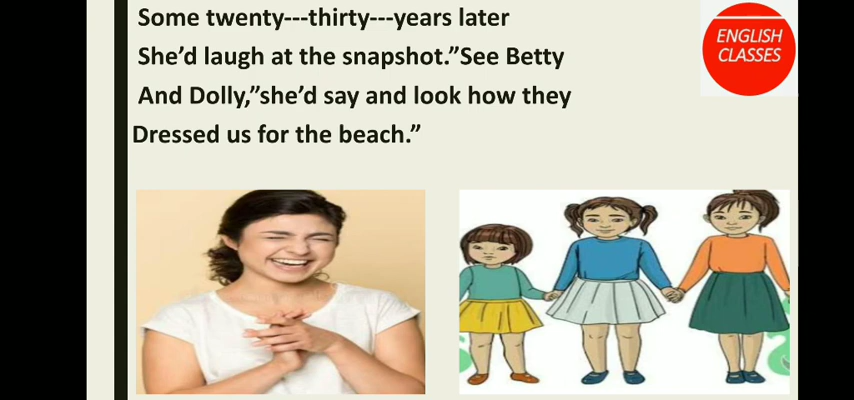 Some twenty---thirty---years later
She’d laugh at the snapshot.”See Betty
And Dolly,”she’d say and look how they
Dressed us for the beach.”
ENGLISH
CLASSES